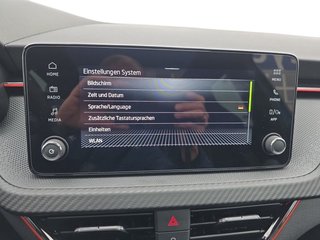 HOME
RADIO
MEDIA
Einstellungen System
Bildschirm
Zeit und Datum
Sprache/Language
Zusätzliche Tastatursprachen
Einheiten
WLAN
MENU
PHONE
APP